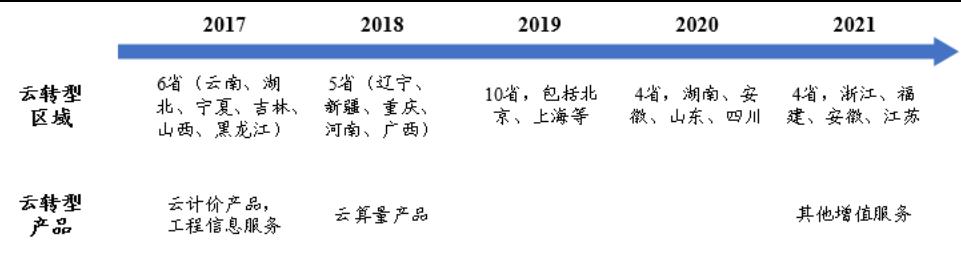 2017 2018 2019 2020 2021
云转型
区域
6省（云南、湖
北、宁夏、吉林、
山西、黑龙江）
5省（辽宁、
新疆、重庆、
河南、广西）
10省，包括北
京、上海等
4省，湖南、安
徽、山东、四川
4省，浙江、福
建、安徽、江苏
云转型
产品
云计价产品，
工程信息服务
云算量产品
其他增值服务